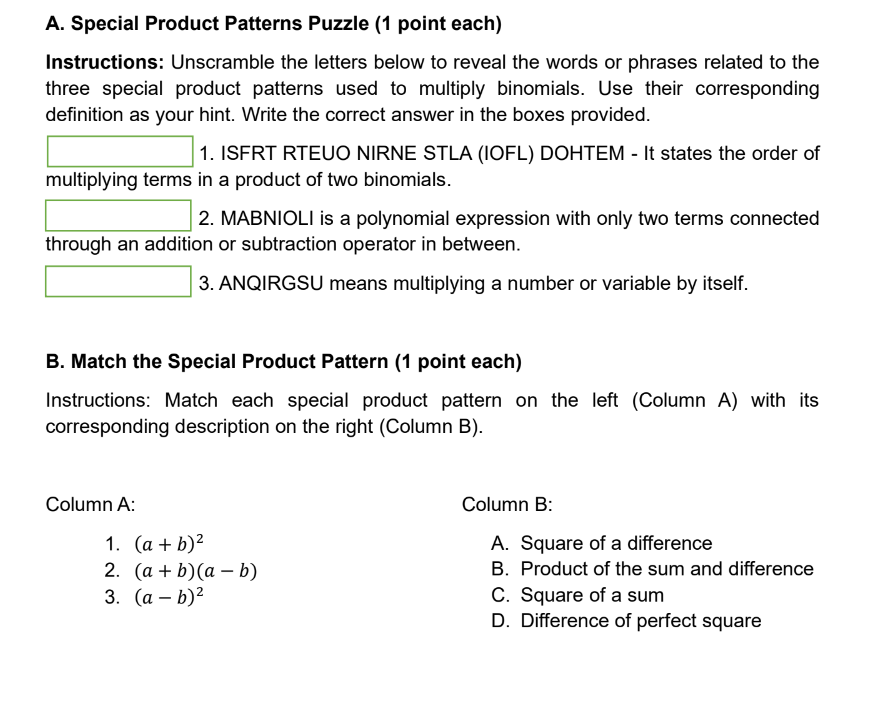 A. Special Product Patterns Puzzle (1 point each)
Instructions: Unscramble the letters below to reveal the words or phrases related to the
three special product patterns used to multiply binomials. Use their corresponding
definition as your hint. Write the correct answer in the boxes provided.
1. ISFRT RTEUO NIRNE STLA (IOFL) DOHTEM - It states the order of
multiplying terms in a product of two binomials.
2. MABNIOLI is a polynomial expression with only two terms connected
through an addition or subtraction operator in between.
3. ANQIRGSU means multiplying a number or variable by itself.
B. Match the Special Product Pattern (1 point each)
Instructions: Match each special product pattern on the left (Column A) with its
corresponding description on the right (Column B).
Column A:
1. (a + b)²
2. (a + b)(a − b)
3. (a − b)²
Column B:
A. Square of a difference
B. Product of the sum and difference
C. Square of a sum
D. Difference of perfect square